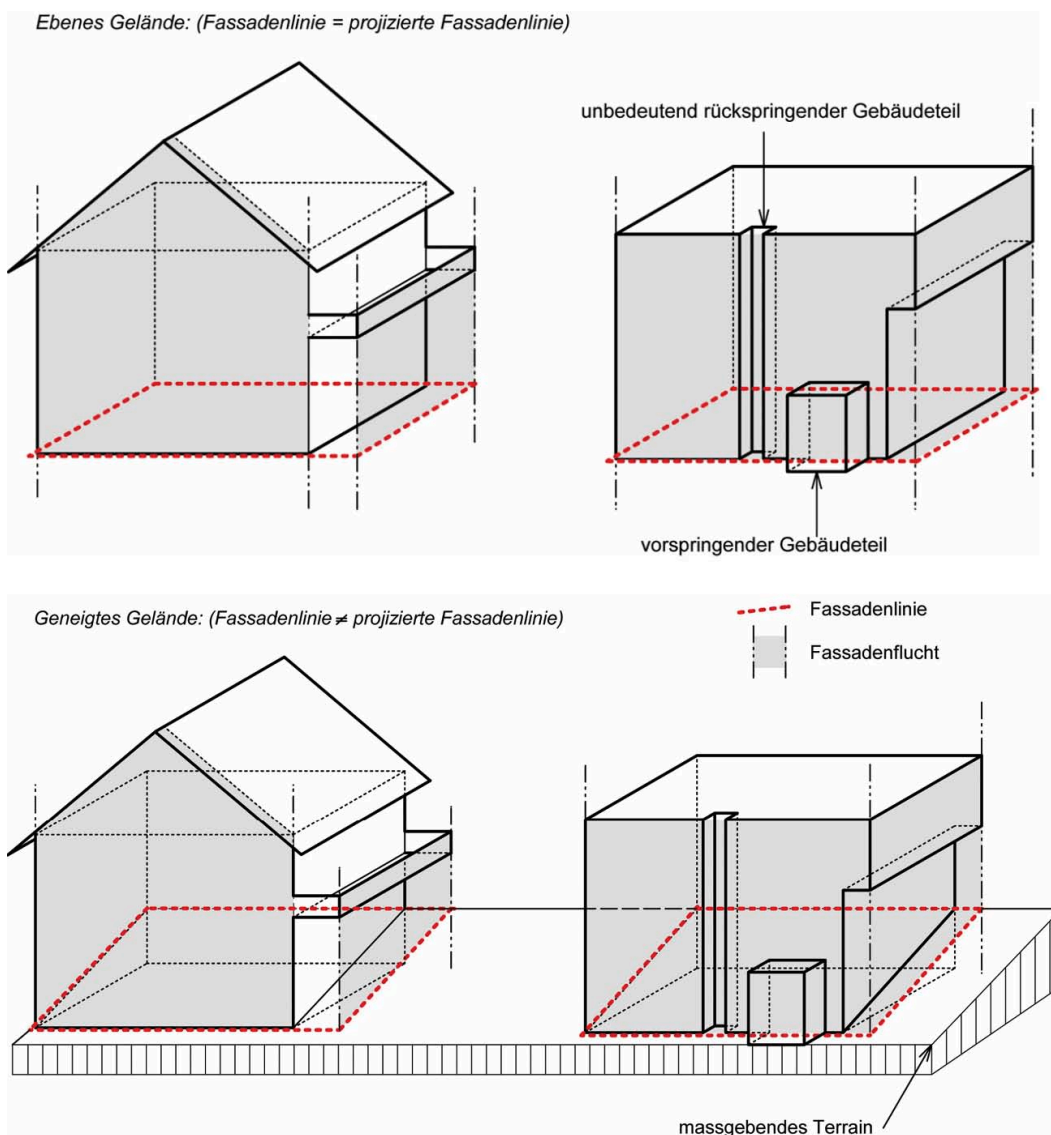 Ebenes Gelände: (Fassadenlinie = projizierte Fassadenlinie)
unbedeutend rückspringender Gebäudeteil
vorspringender Gebäudeteil
Geneigtes Gelände: (Fassadenlinie ≠ projizierte Fassadenlinie)
Fassadenlinie
Fassadenflucht
massgebendes Terrain